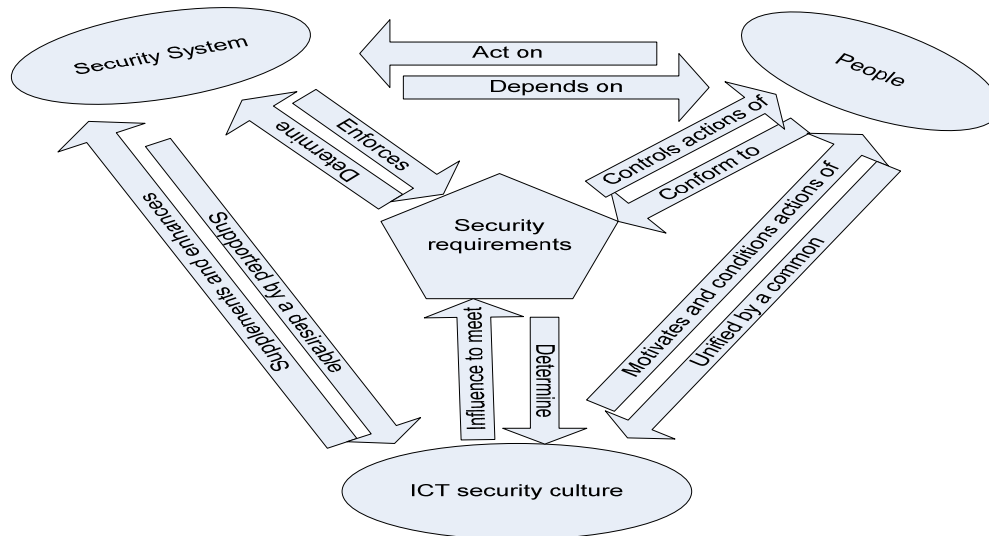 Security System
People
Act on
Depends on
Enforces
Determine
Controls actions of
Conform to
Security
requirements
Supplements and enhances
Supported by a desirable
Influence to meet
Determine
Motivates and conditions actions of
Unified by a common
ICT security culture